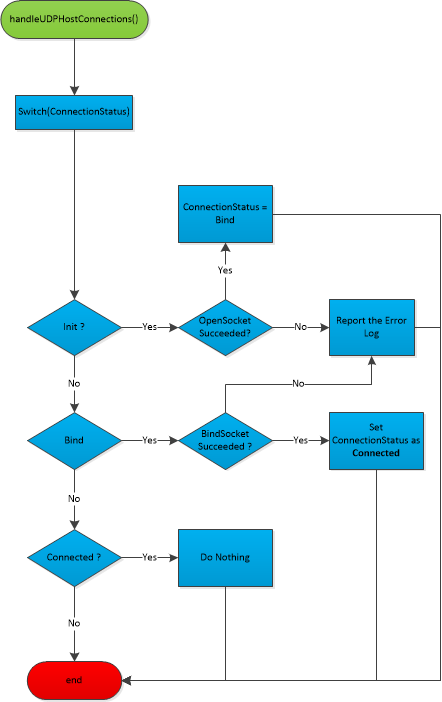 handleUDPHostConnections()
Switch(ConnectionStatus)
ConnectionStatus =
Bind
Yes
Init ?
Yes
OpenSocket
Succeeded?
No
Report the Error
Log
No
No
Bind
Yes
BindSocket
Succeeded ?
Yes
Set
ConnectionStatus as
Connected
No
Connected ?
Yes
Do Nothing
No
end